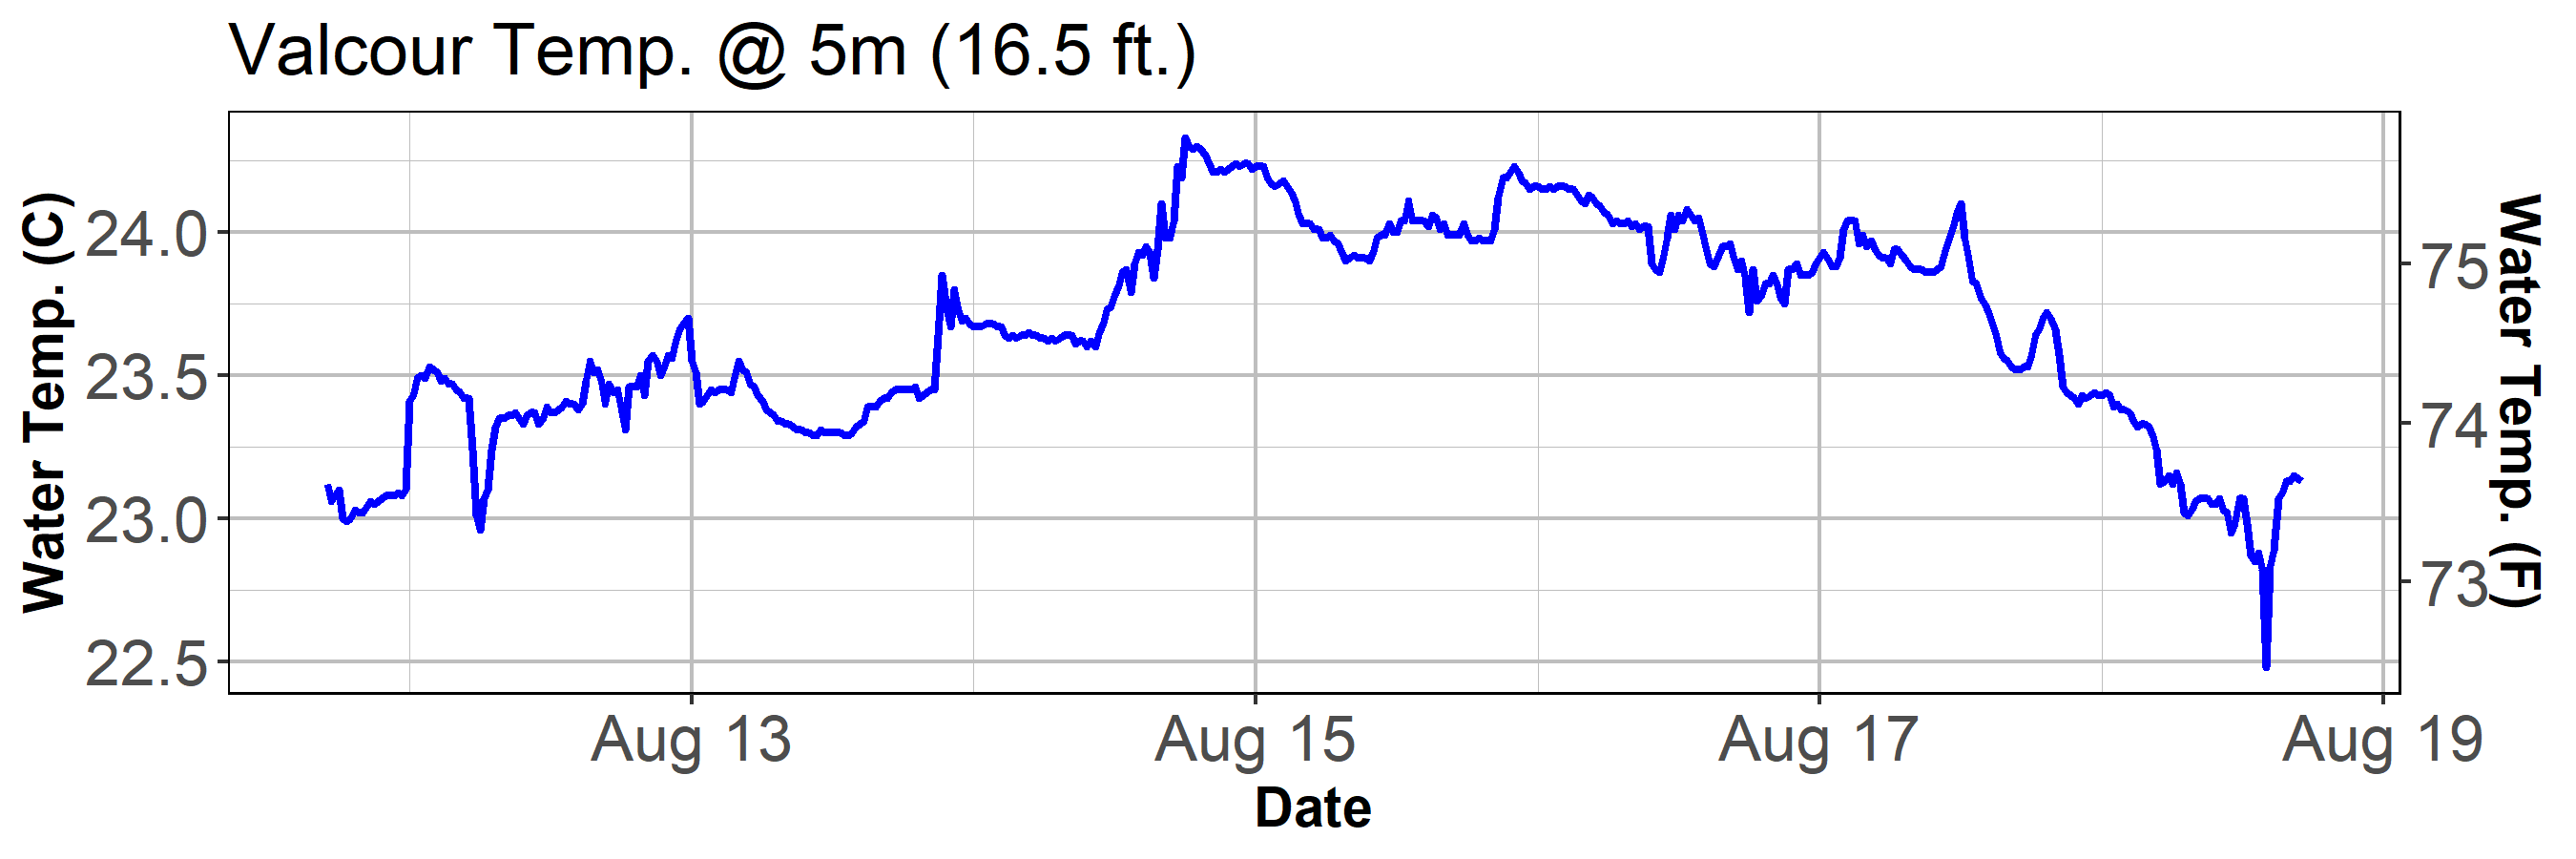 Valcour Temp. @ 5m (16.5 ft.)
Water Temp. (C)
24.0
23.5
23.0
22.5
75
74
73
Water Temp. (F)
Aug 13
Aug 15
Aug 17
Aug 19
Date